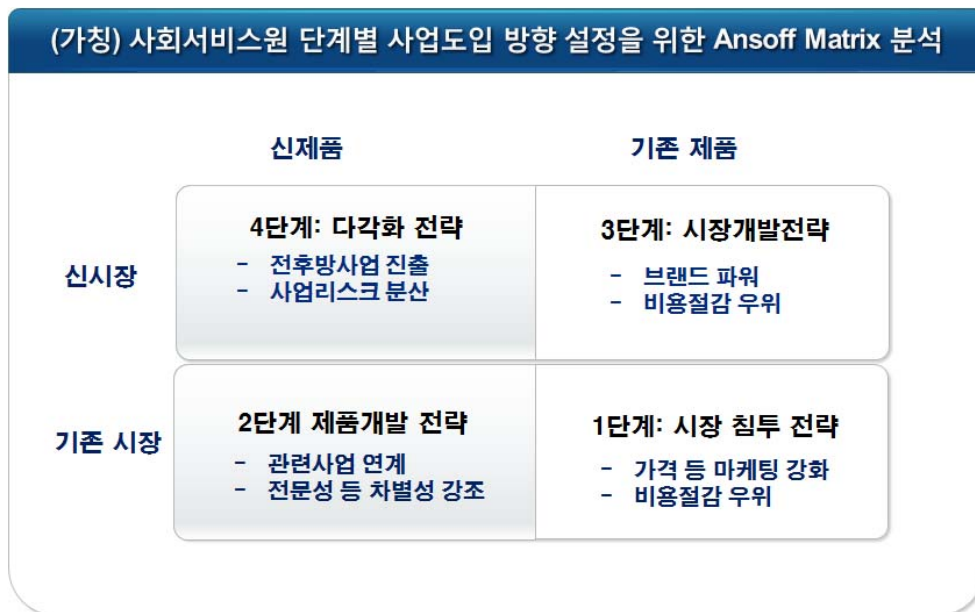 (가칭) 사회서비스원 단계별 사업도입 방향 설정을 위한 Ansoff Matrix 분석
신제품
기존 제품
신시장
4단계: 다각화 전략
- 전후방사업 진출
- 사업리스크 분산
3단계: 시장개발전략
- 브랜드 파워
- 비용절감 우위
기존 시장
2단계 제품개발 전략
- 관련사업 연계
- 전문성 등 차별성 강조
1단계: 시장 침투 전략
- 가격 등 마케팅 강화
- 비용절감 우위